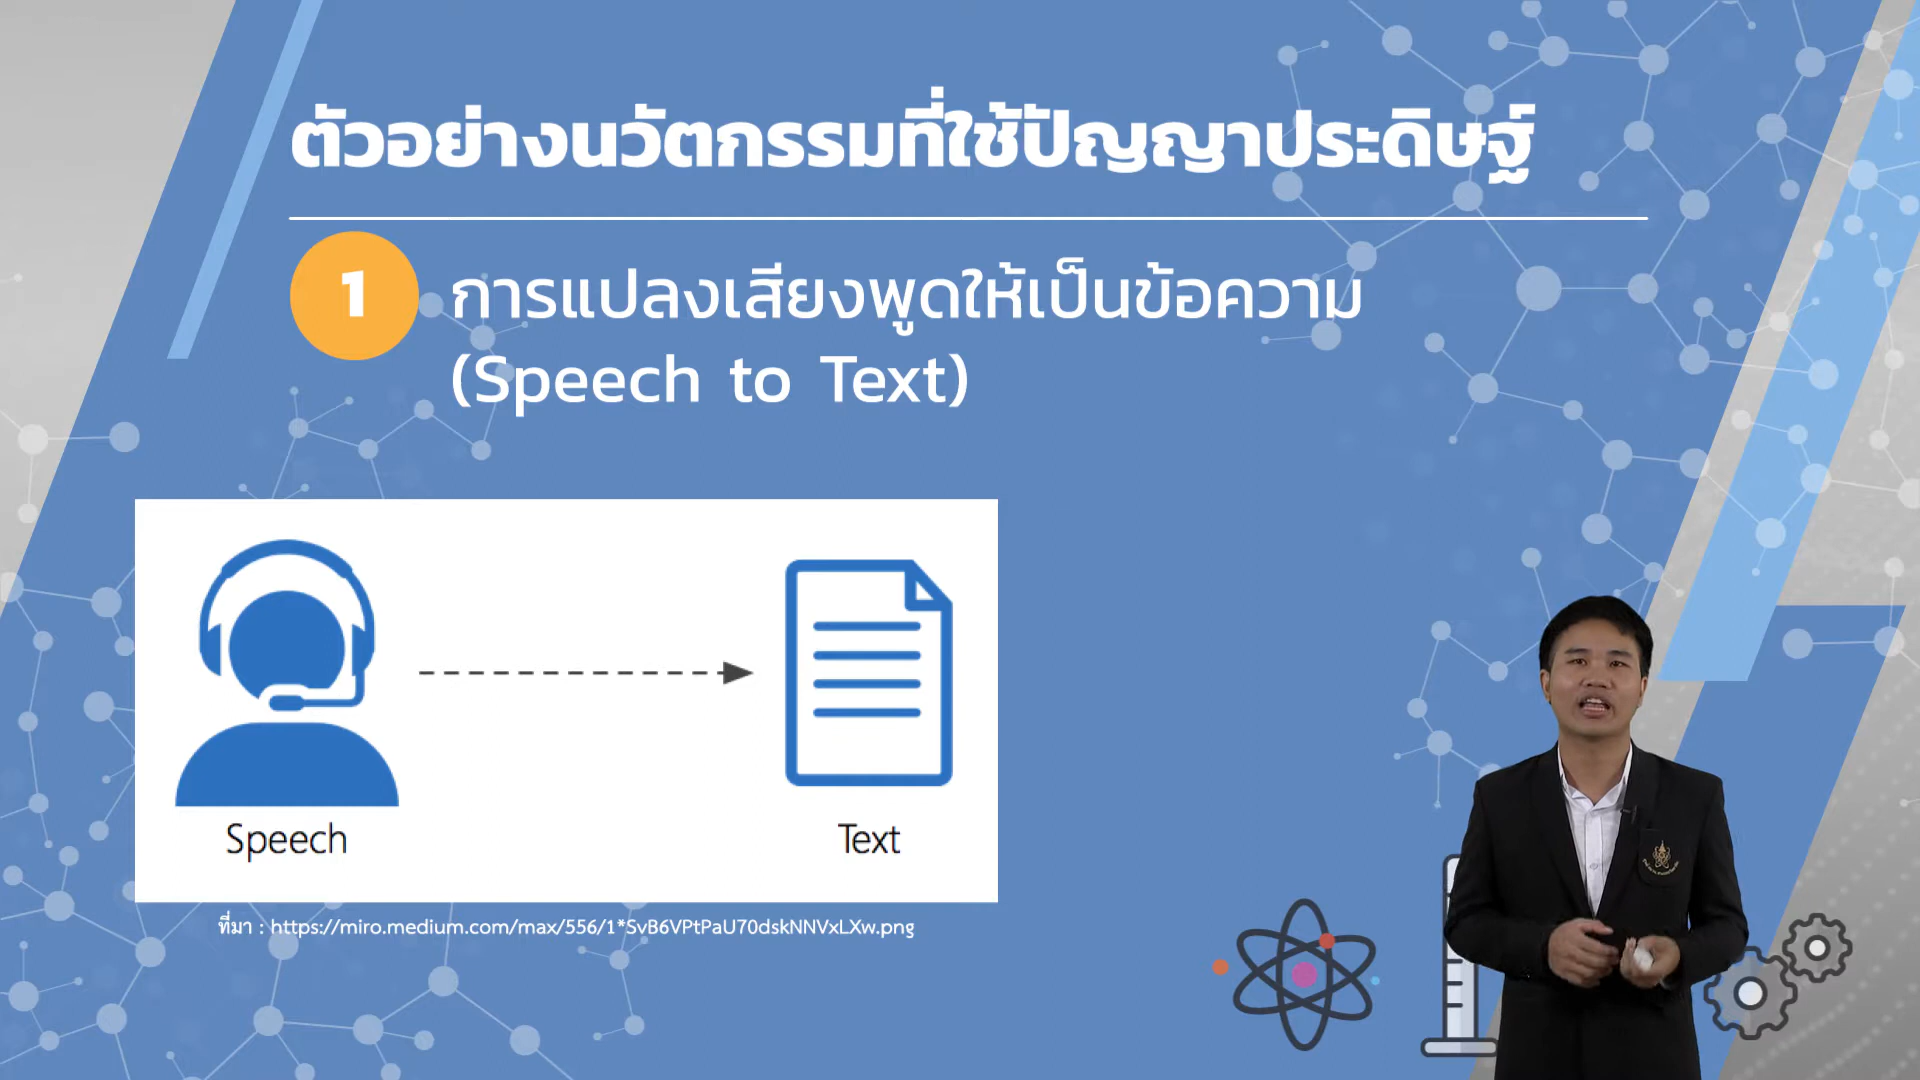 ตัวอย่างนวัตกรรมที่ใช้ปัญญาประดิษฐ์
1
การแปลงเสียงพูดให้เป็นข้อความ
(Speech to Text)
Speech
Text
ที่มา : https://miro.medium.com/max/556/1*SvB6VPtPaU70dskNNVxLXw.png